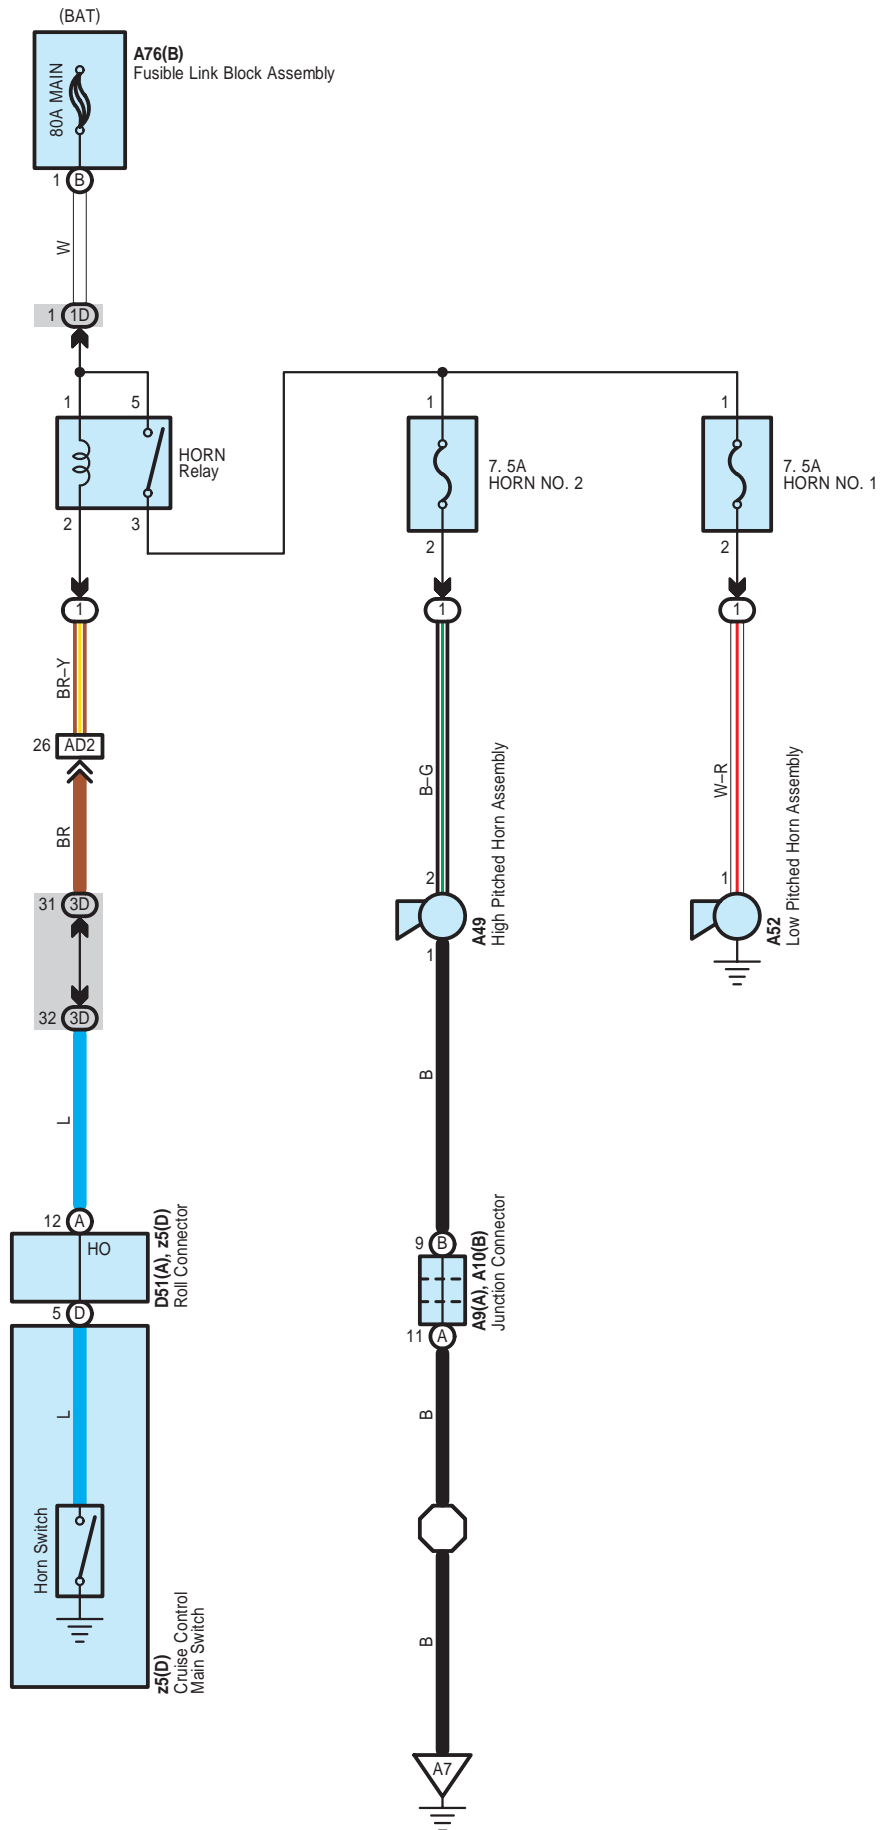 (BAT)
A76(B)
Fusible Link Block Assembly
80A MAIN
1 B
W
1 1D
1 5
HORN
Relay
2 3
1
7. 5A
HORN NO. 2
2
1
7. 5A
HORN NO. 1
2
1
1
1
BR–Y
B–G
W–R
26 AD2
BR
31 3D
32 3D
L
2
A49
High Pitched Horn Assembly
1
1
A52
Low Pitched Horn Assembly
B
12 A
HO
D51(A), z5(D)
Roll Connector
5 D
L
Horn Switch
z5(D)
Cruise Control
Main Switch
9 B
A9(A), A10(B)
Junction Connector
11 A
B
B
A7